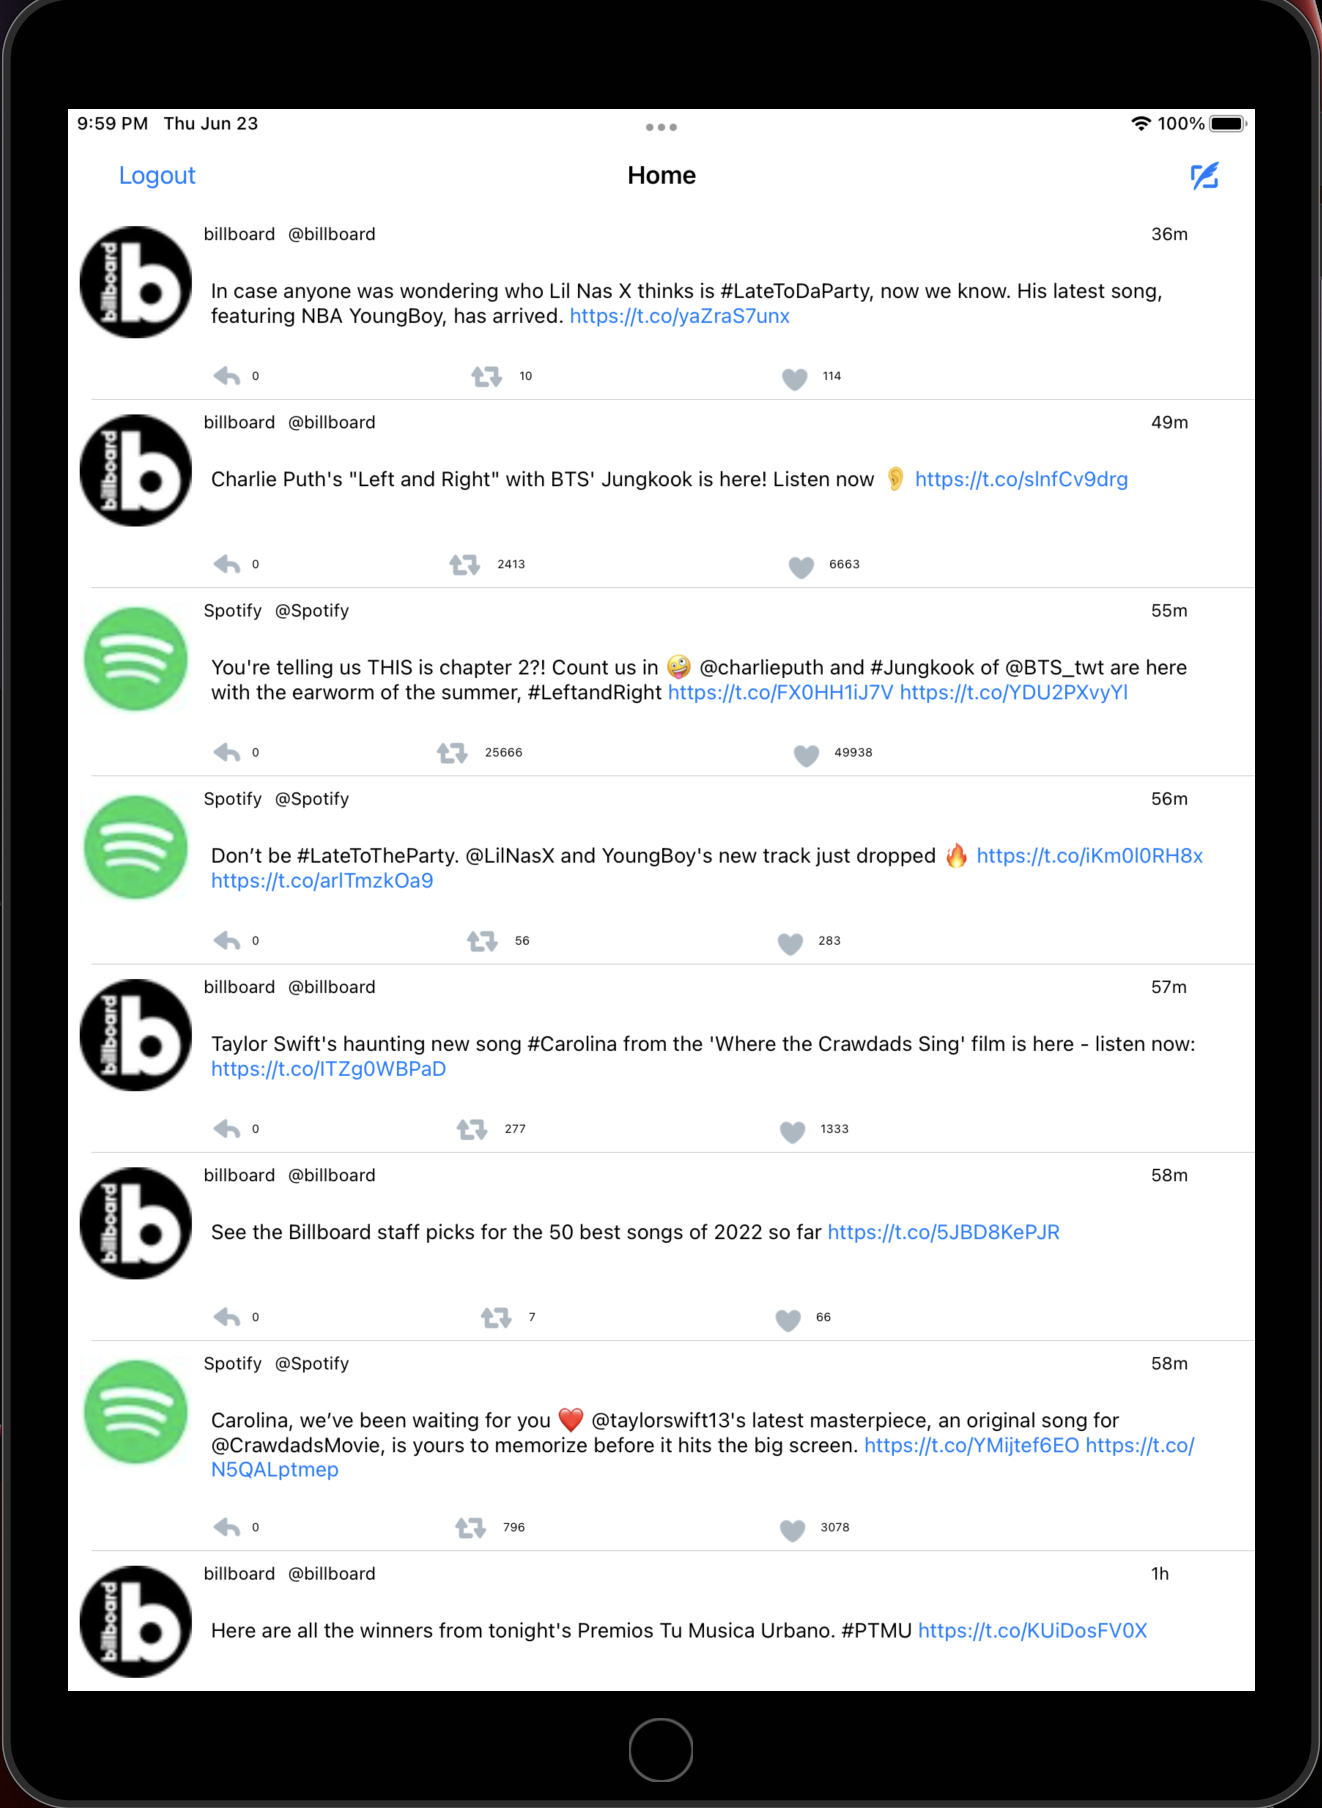 9:59 PM Thu Jun 23 100%
Logout Home
billboard @billboard 36m
billboard b
In case anyone was wondering who Lil Nas X thinks is #LateToDaParty, now we know. His latest song,
featuring NBA YoungBoy, has arrived. https://t.co/yaZraS7unx
0 10 114
billboard @billboard 49m
billboard b
Charlie Puth's "Left and Right" with BTS' Jungkook is here! Listen now 👂 https://t.co/slnfCv9drg
0 2413 6663
Spotify @Spotify 55m
You're telling us THIS is chapter 2?! Count us in 🤪 @charlieputh and #Jungkook of @BTS_twt are here
with the earworm of the summer, #LeftandRight https://t.co/FX0HH1iJ7V https://t.co/YDU2PXvyYl
0 25666 49938
Spotify @Spotify 56m
Don’t be #LateToTheParty. @LilNasX and YoungBoy's new track just dropped 🔥 https://t.co/iKm0l0RH8x
https://t.co/arlTmzkOa9
0 56 283
billboard @billboard 57m
billboard b
Taylor Swift's haunting new song #Carolina from the 'Where the Crawdads Sing' film is here - listen now:
https://t.co/lTZg0WBPaD
0 277 1333
billboard @billboard 58m
billboard b
See the Billboard staff picks for the 50 best songs of 2022 so far https://t.co/5JBD8KePJR
0 7 66
Spotify @Spotify 58m
Carolina, we’ve been waiting for you ❤️ @taylorswift13's latest masterpiece, an original song for
@CrawdadsMovie, is yours to memorize before it hits the big screen. https://t.co/YMijtef6EO https://t.co/
N5QALptmep
0 796 3078
billboard @billboard 1h
billboard b
Here are all the winners from tonight's Premios Tu Musica Urbano. #PTMU https://t.co/KUiDosFV0X